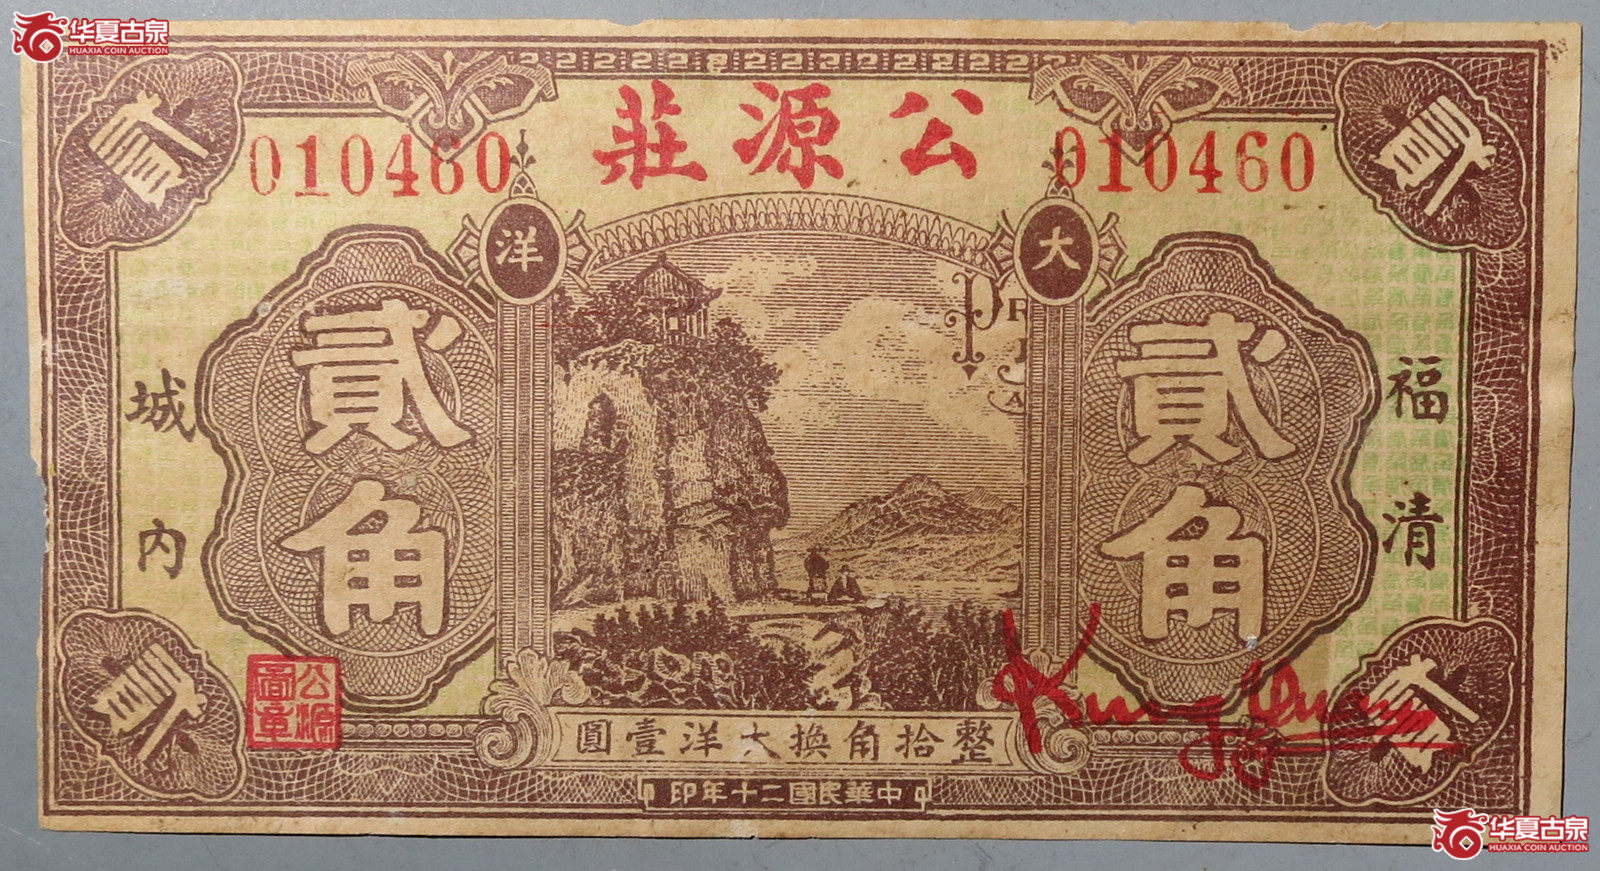 华夏古泉
HUAXIA COIN AUCTION
公源莊
010460
010460
大洋
貳
貳
貳角
貳角
福清
城內
PR
公源
圖章
Kung Yuan
整拾角換大洋壹圓
貳
貳
中華民國二十年印
华夏古泉
HUAXIA COIN AUCTION